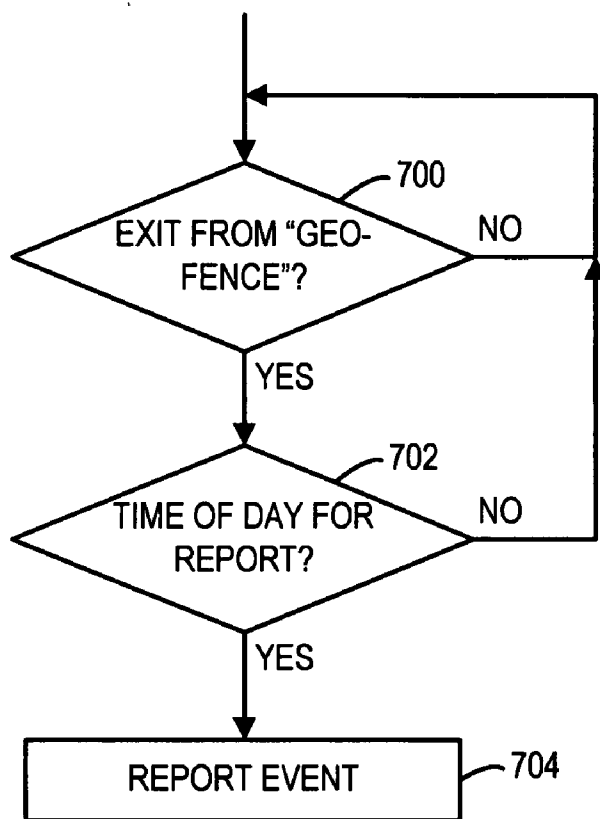 700
EXIT FROM “GEO-
FENCE”?
NO
YES
702
TIME OF DAY FOR
REPORT?
NO
YES
REPORT EVENT
704